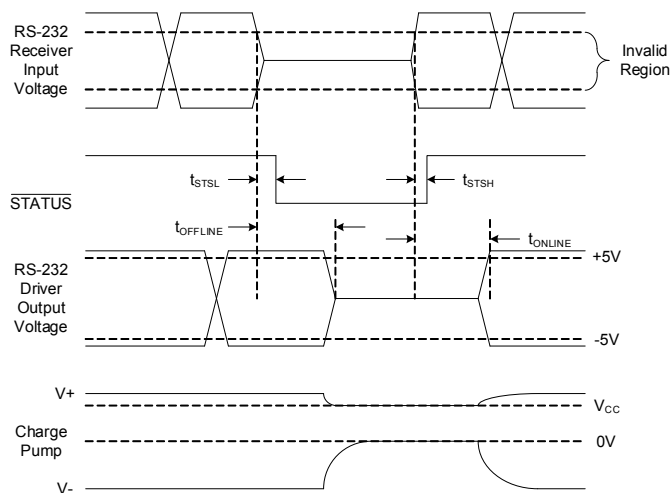 RS-232
Receiver
Input
Voltage
Invalid
Region
STATUS
tSTSL
tSTSH
tOFFLINE
tONLINE
RS-232
Driver
Output
Voltage
+5V
-5V
V+
VCC
Charge
Pump
0V
V-